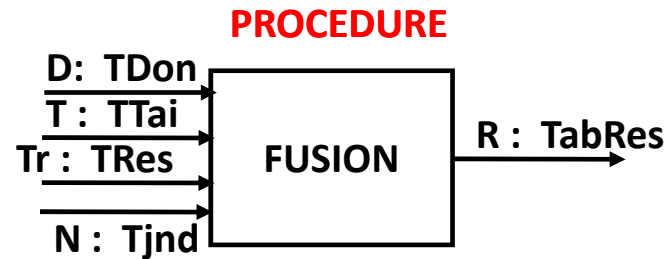 PROCEDURE
D: TDon
T : TTai
Tr : TRes
N : Tjnd
FUSION
R : TabRes